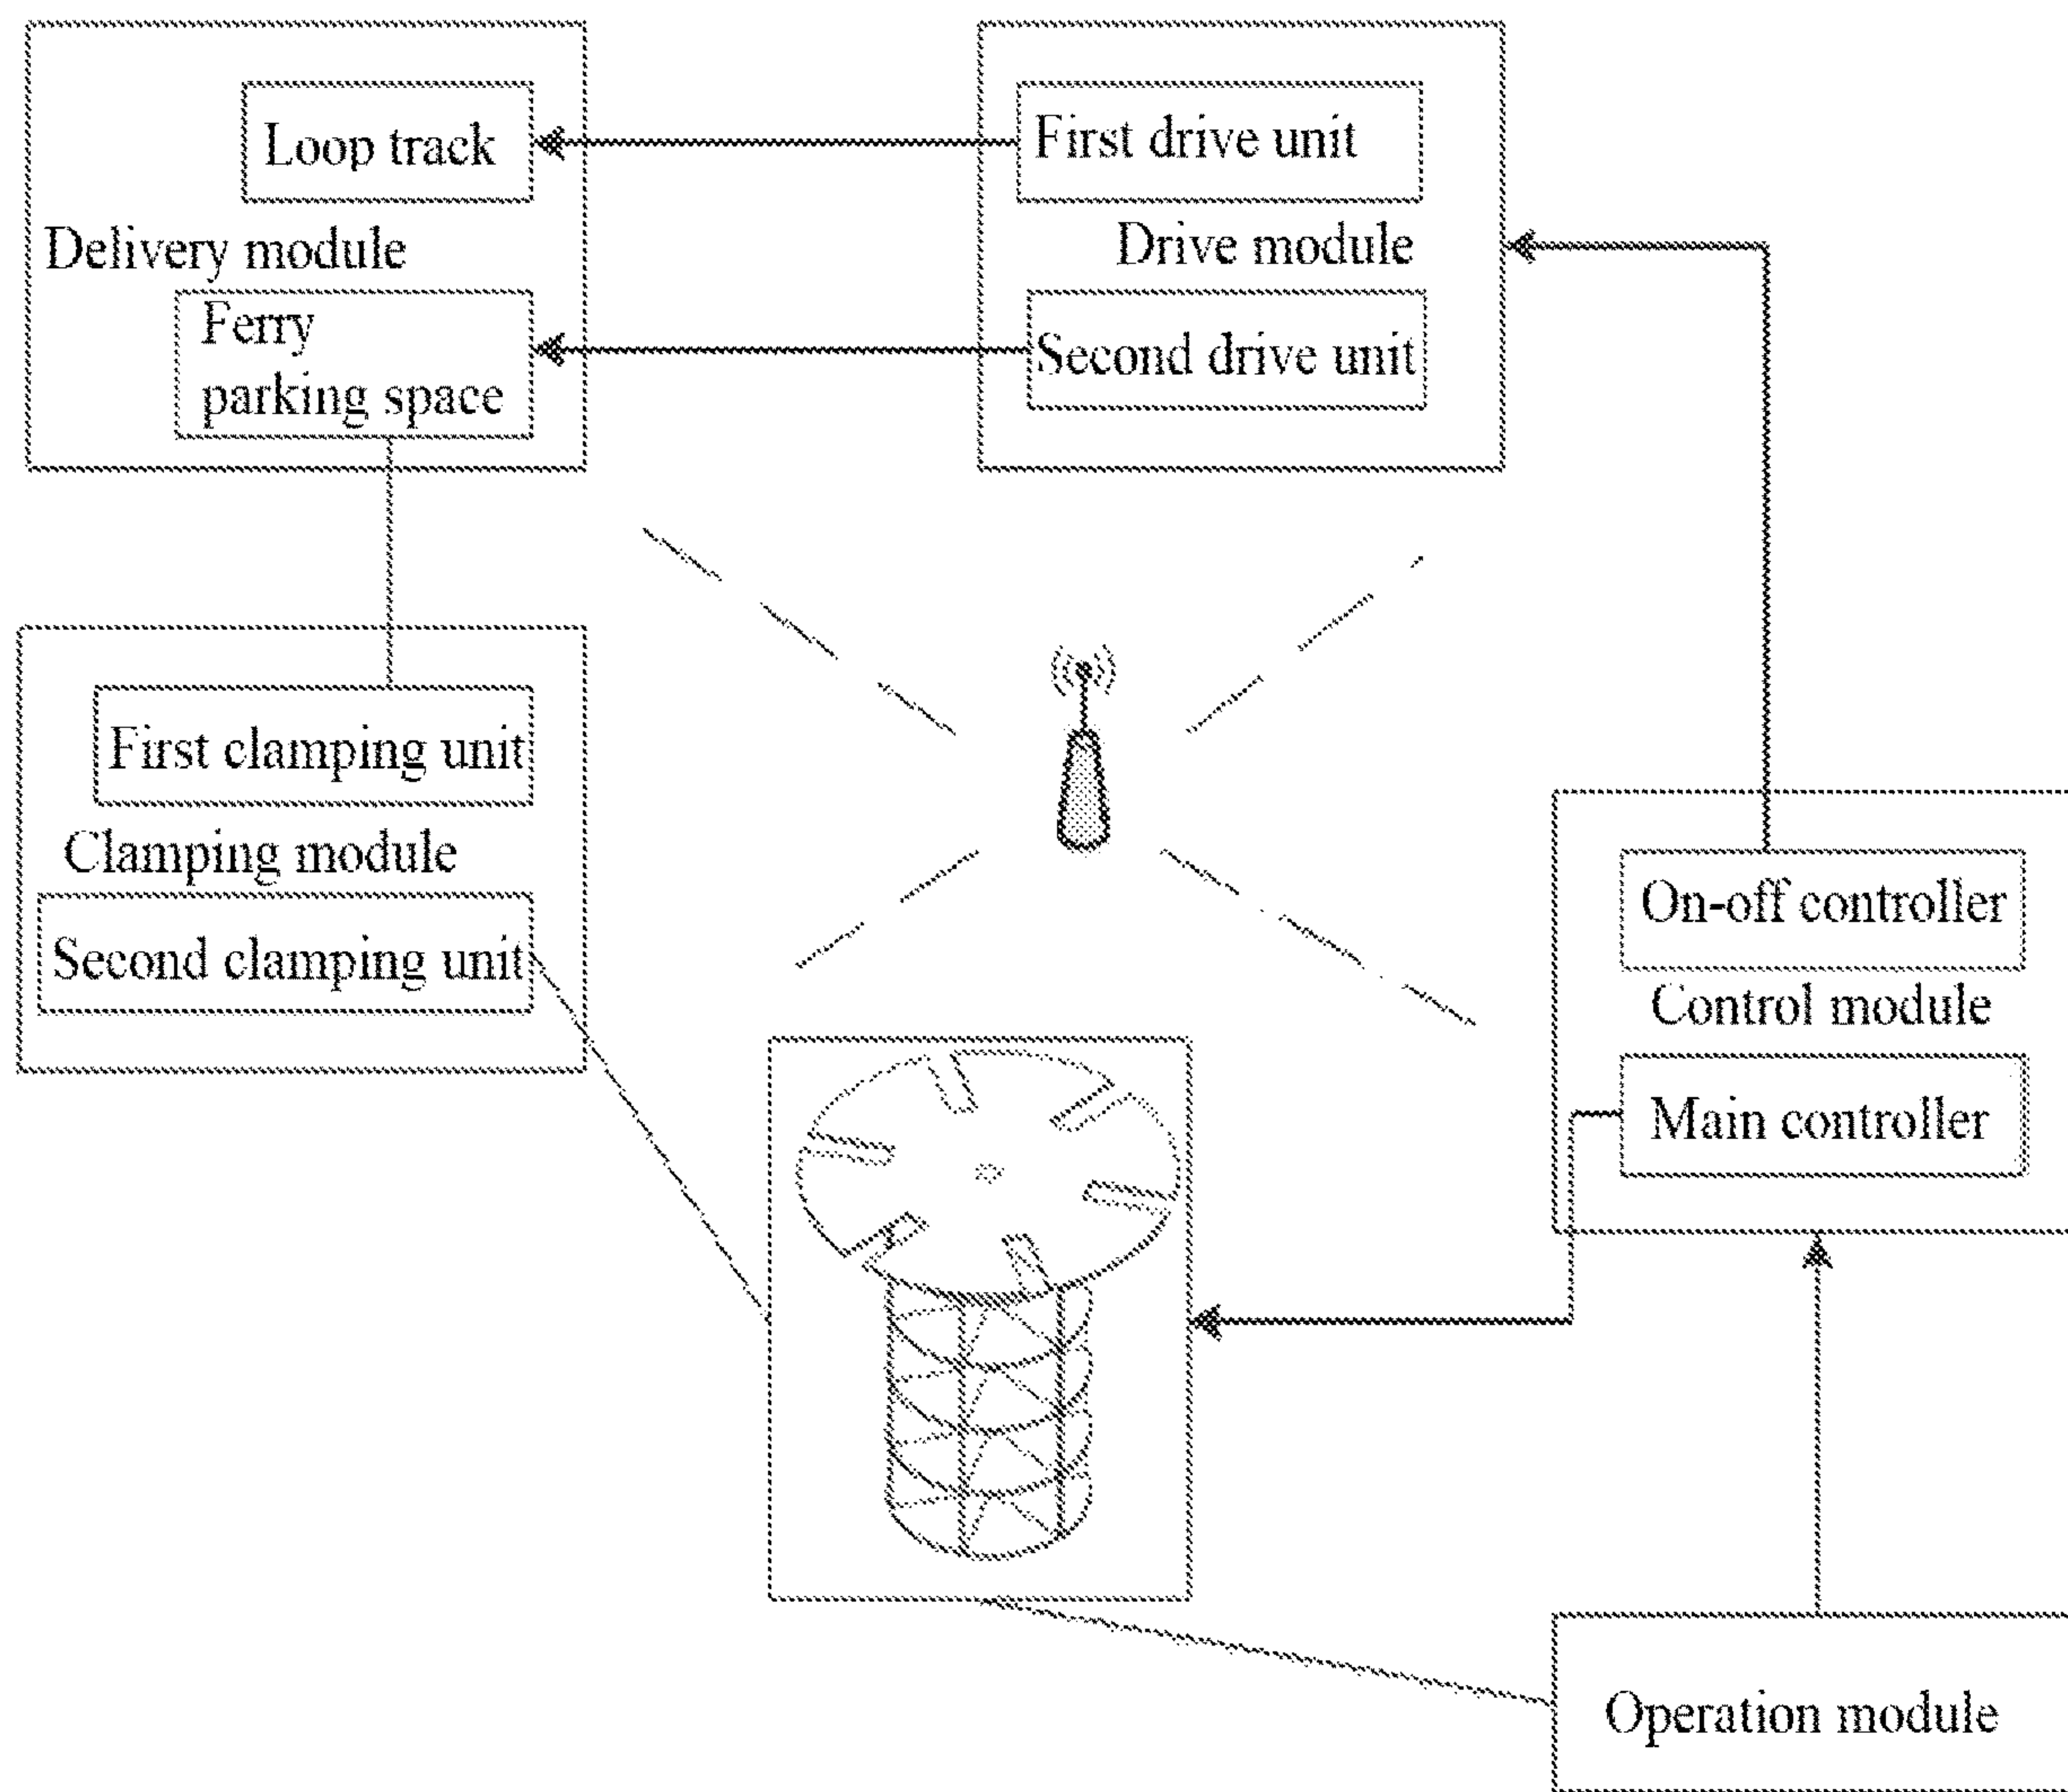 Loop track
Delivery module
Ferry
parking space
First drive unit
Drive module
Second drive unit
First clamping unit
Clamping module
Second clamping unit
On-off controller
Control module
Main controller
Operation module